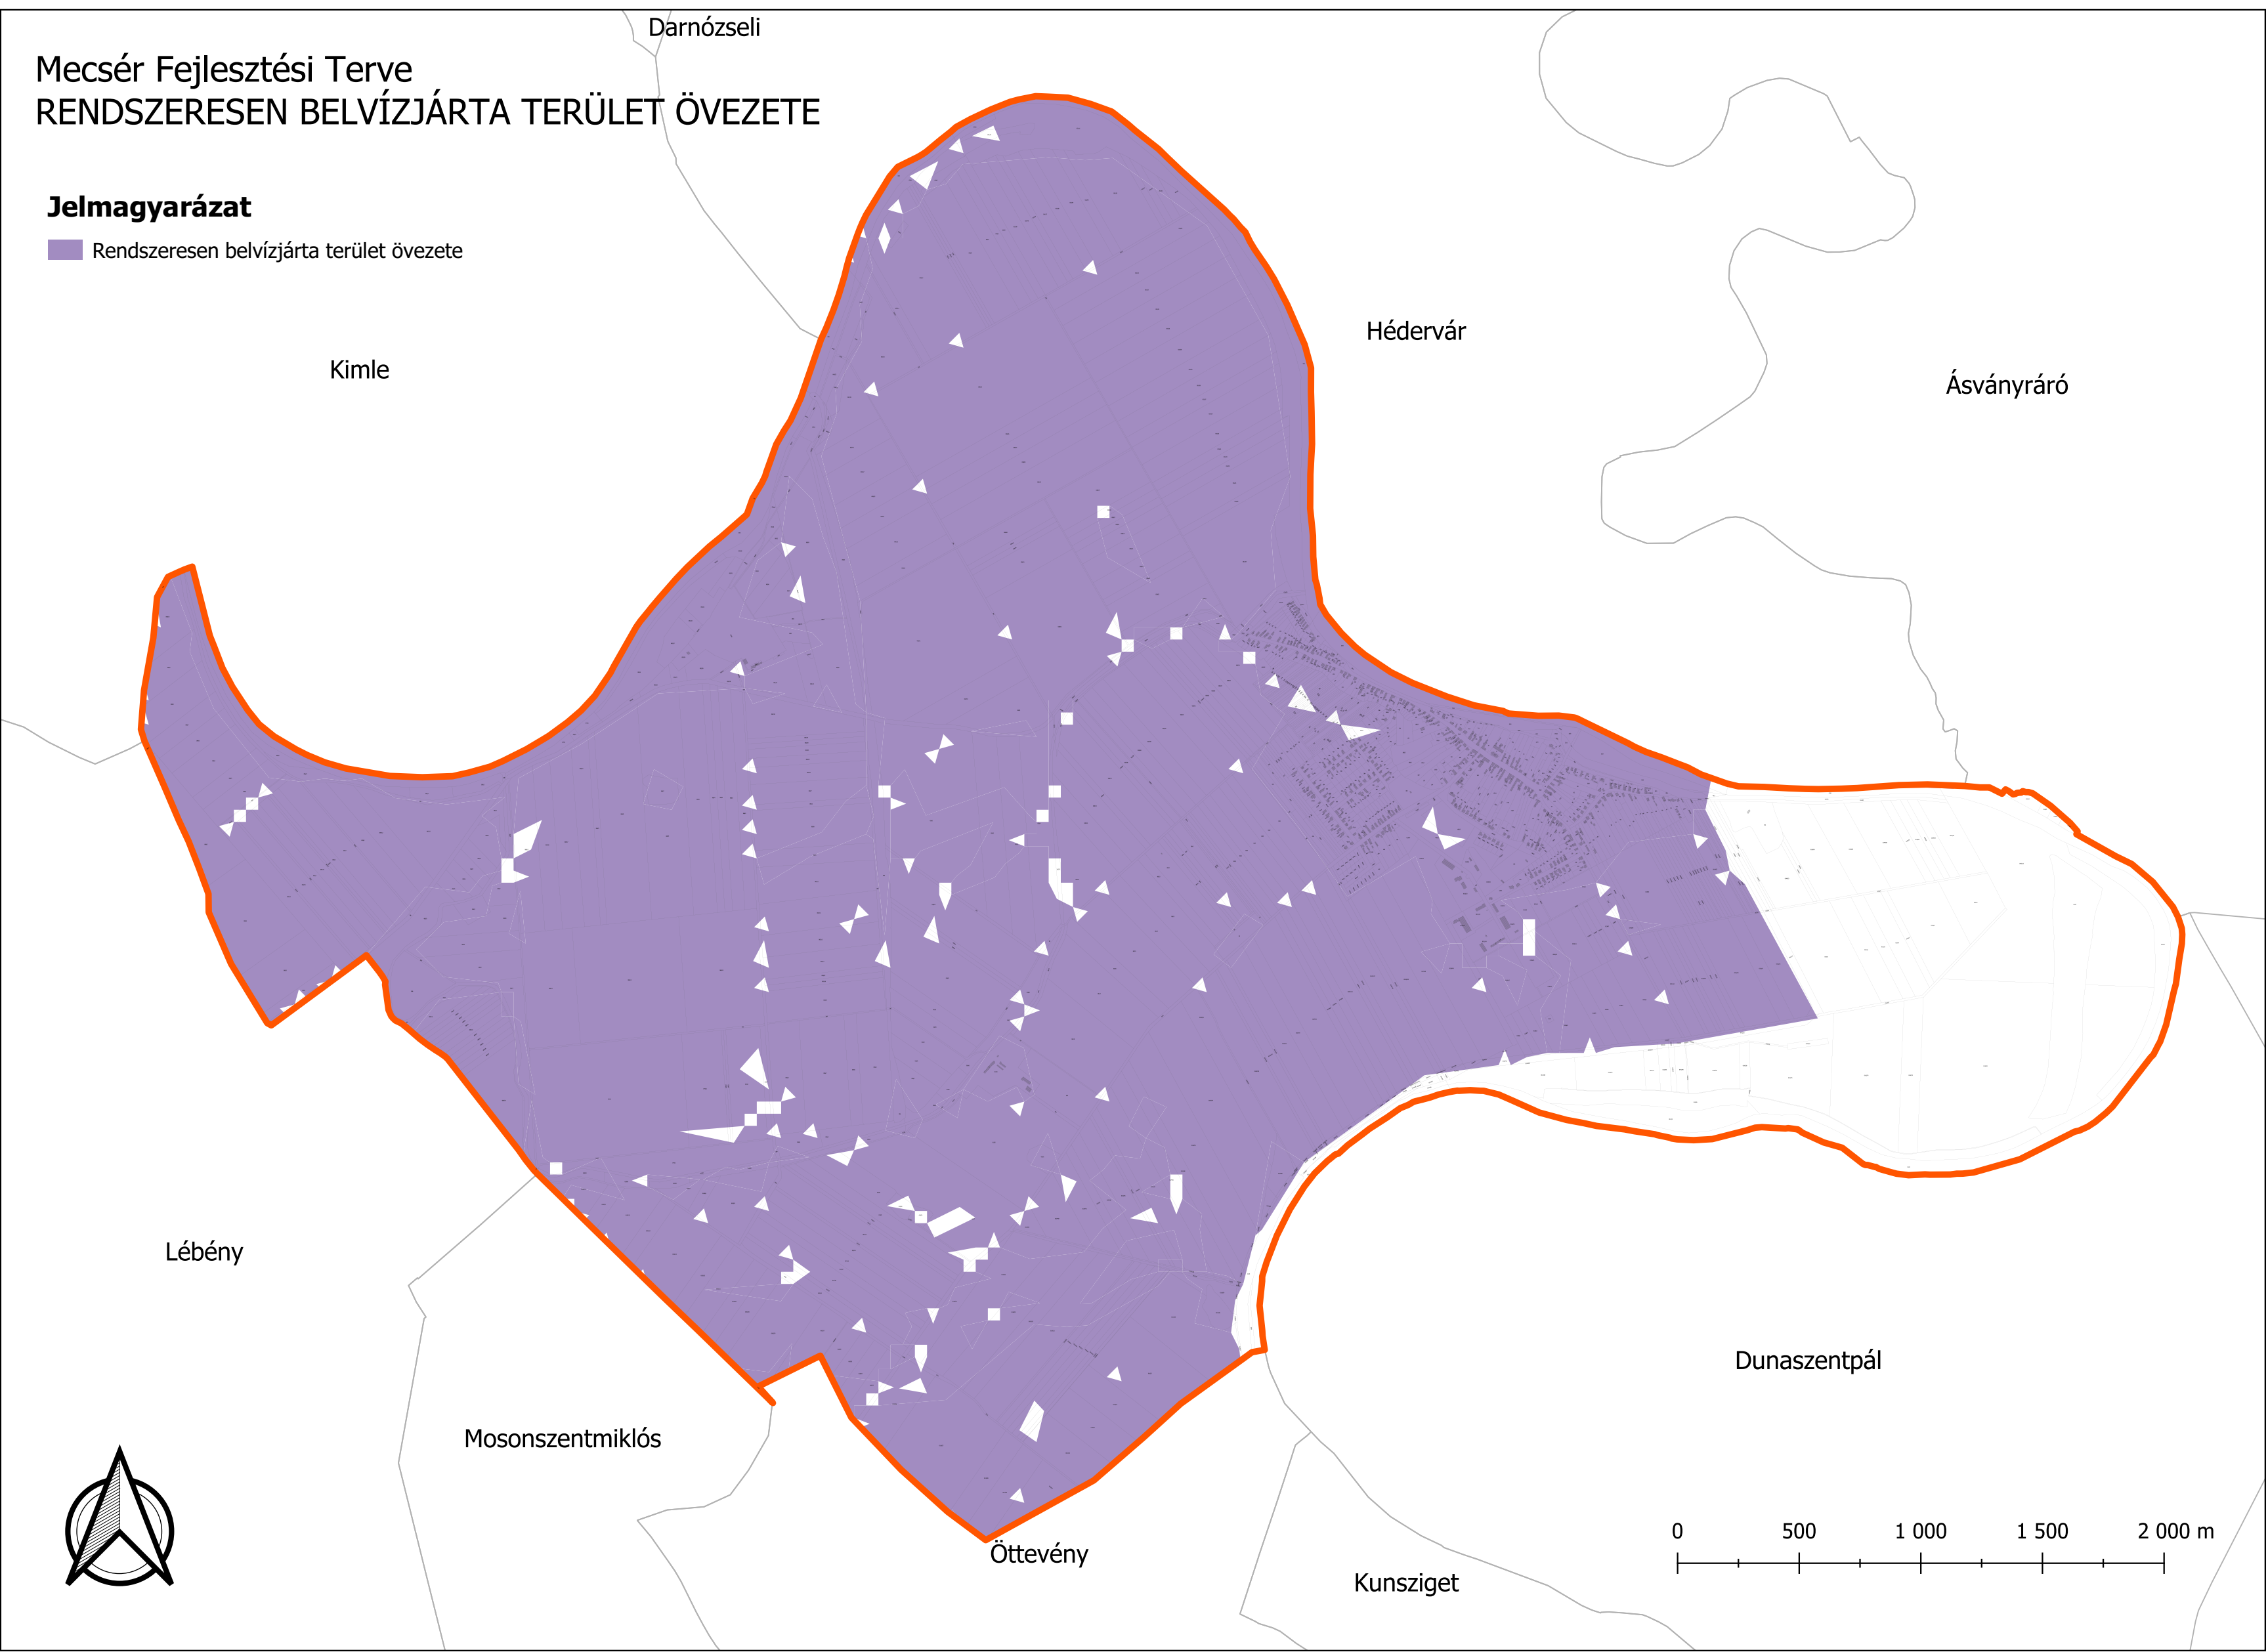 Darnózseli
Mecsér Fejlesztési Terve
RENDSZERESEN BELVÍZJÁRTA TERÜLET ÖVEZETE
Jelmagyarázat
Rendszeresen belvízjárta terület övezete
Hédervár
Kimle
Ásványráró
Lébény
Dunaszentpál
Mosonszentmiklós
Öttevény
Kunsziget
0 500 1 000 1 500 2 000 m